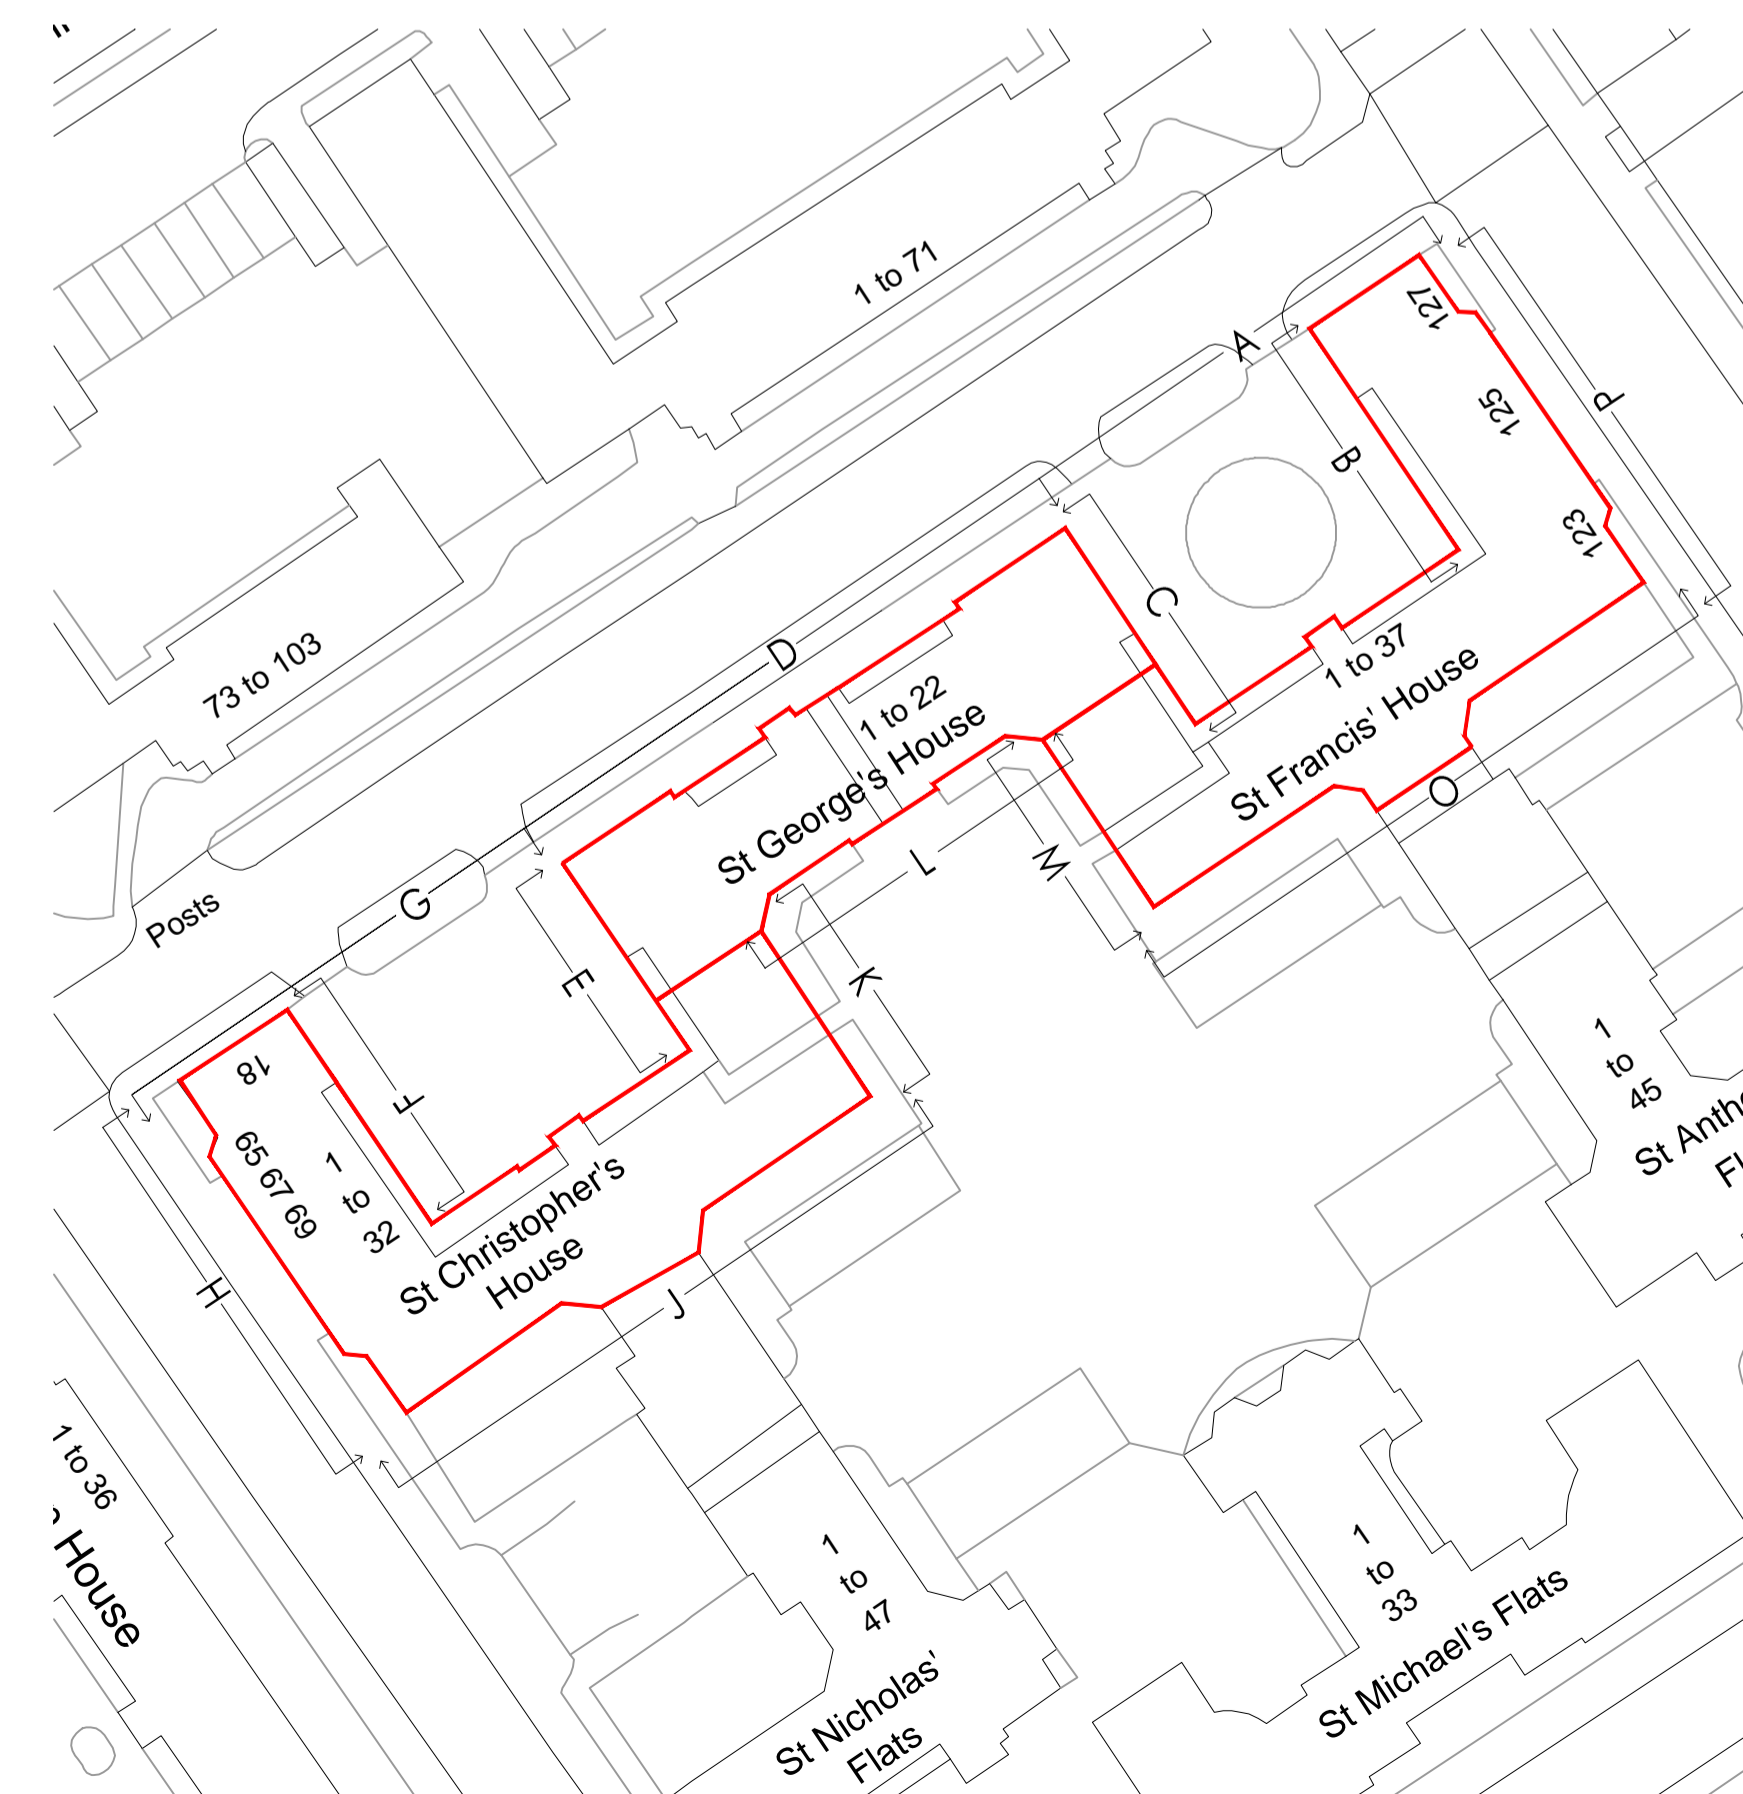 1 to 71
A
127
P
125
B
123
C
73 to 103
D
1 to 37
St Francis' House
1 to 22
St George's House
O
L
M
G
Posts
E
K
18
F
65 67 69
1
to
32
St Christopher's
House
H
J
1
to
45
1 to 36
House
1
to
47
St Nicholas'
Flats
1
to
33
St Michael's Flats